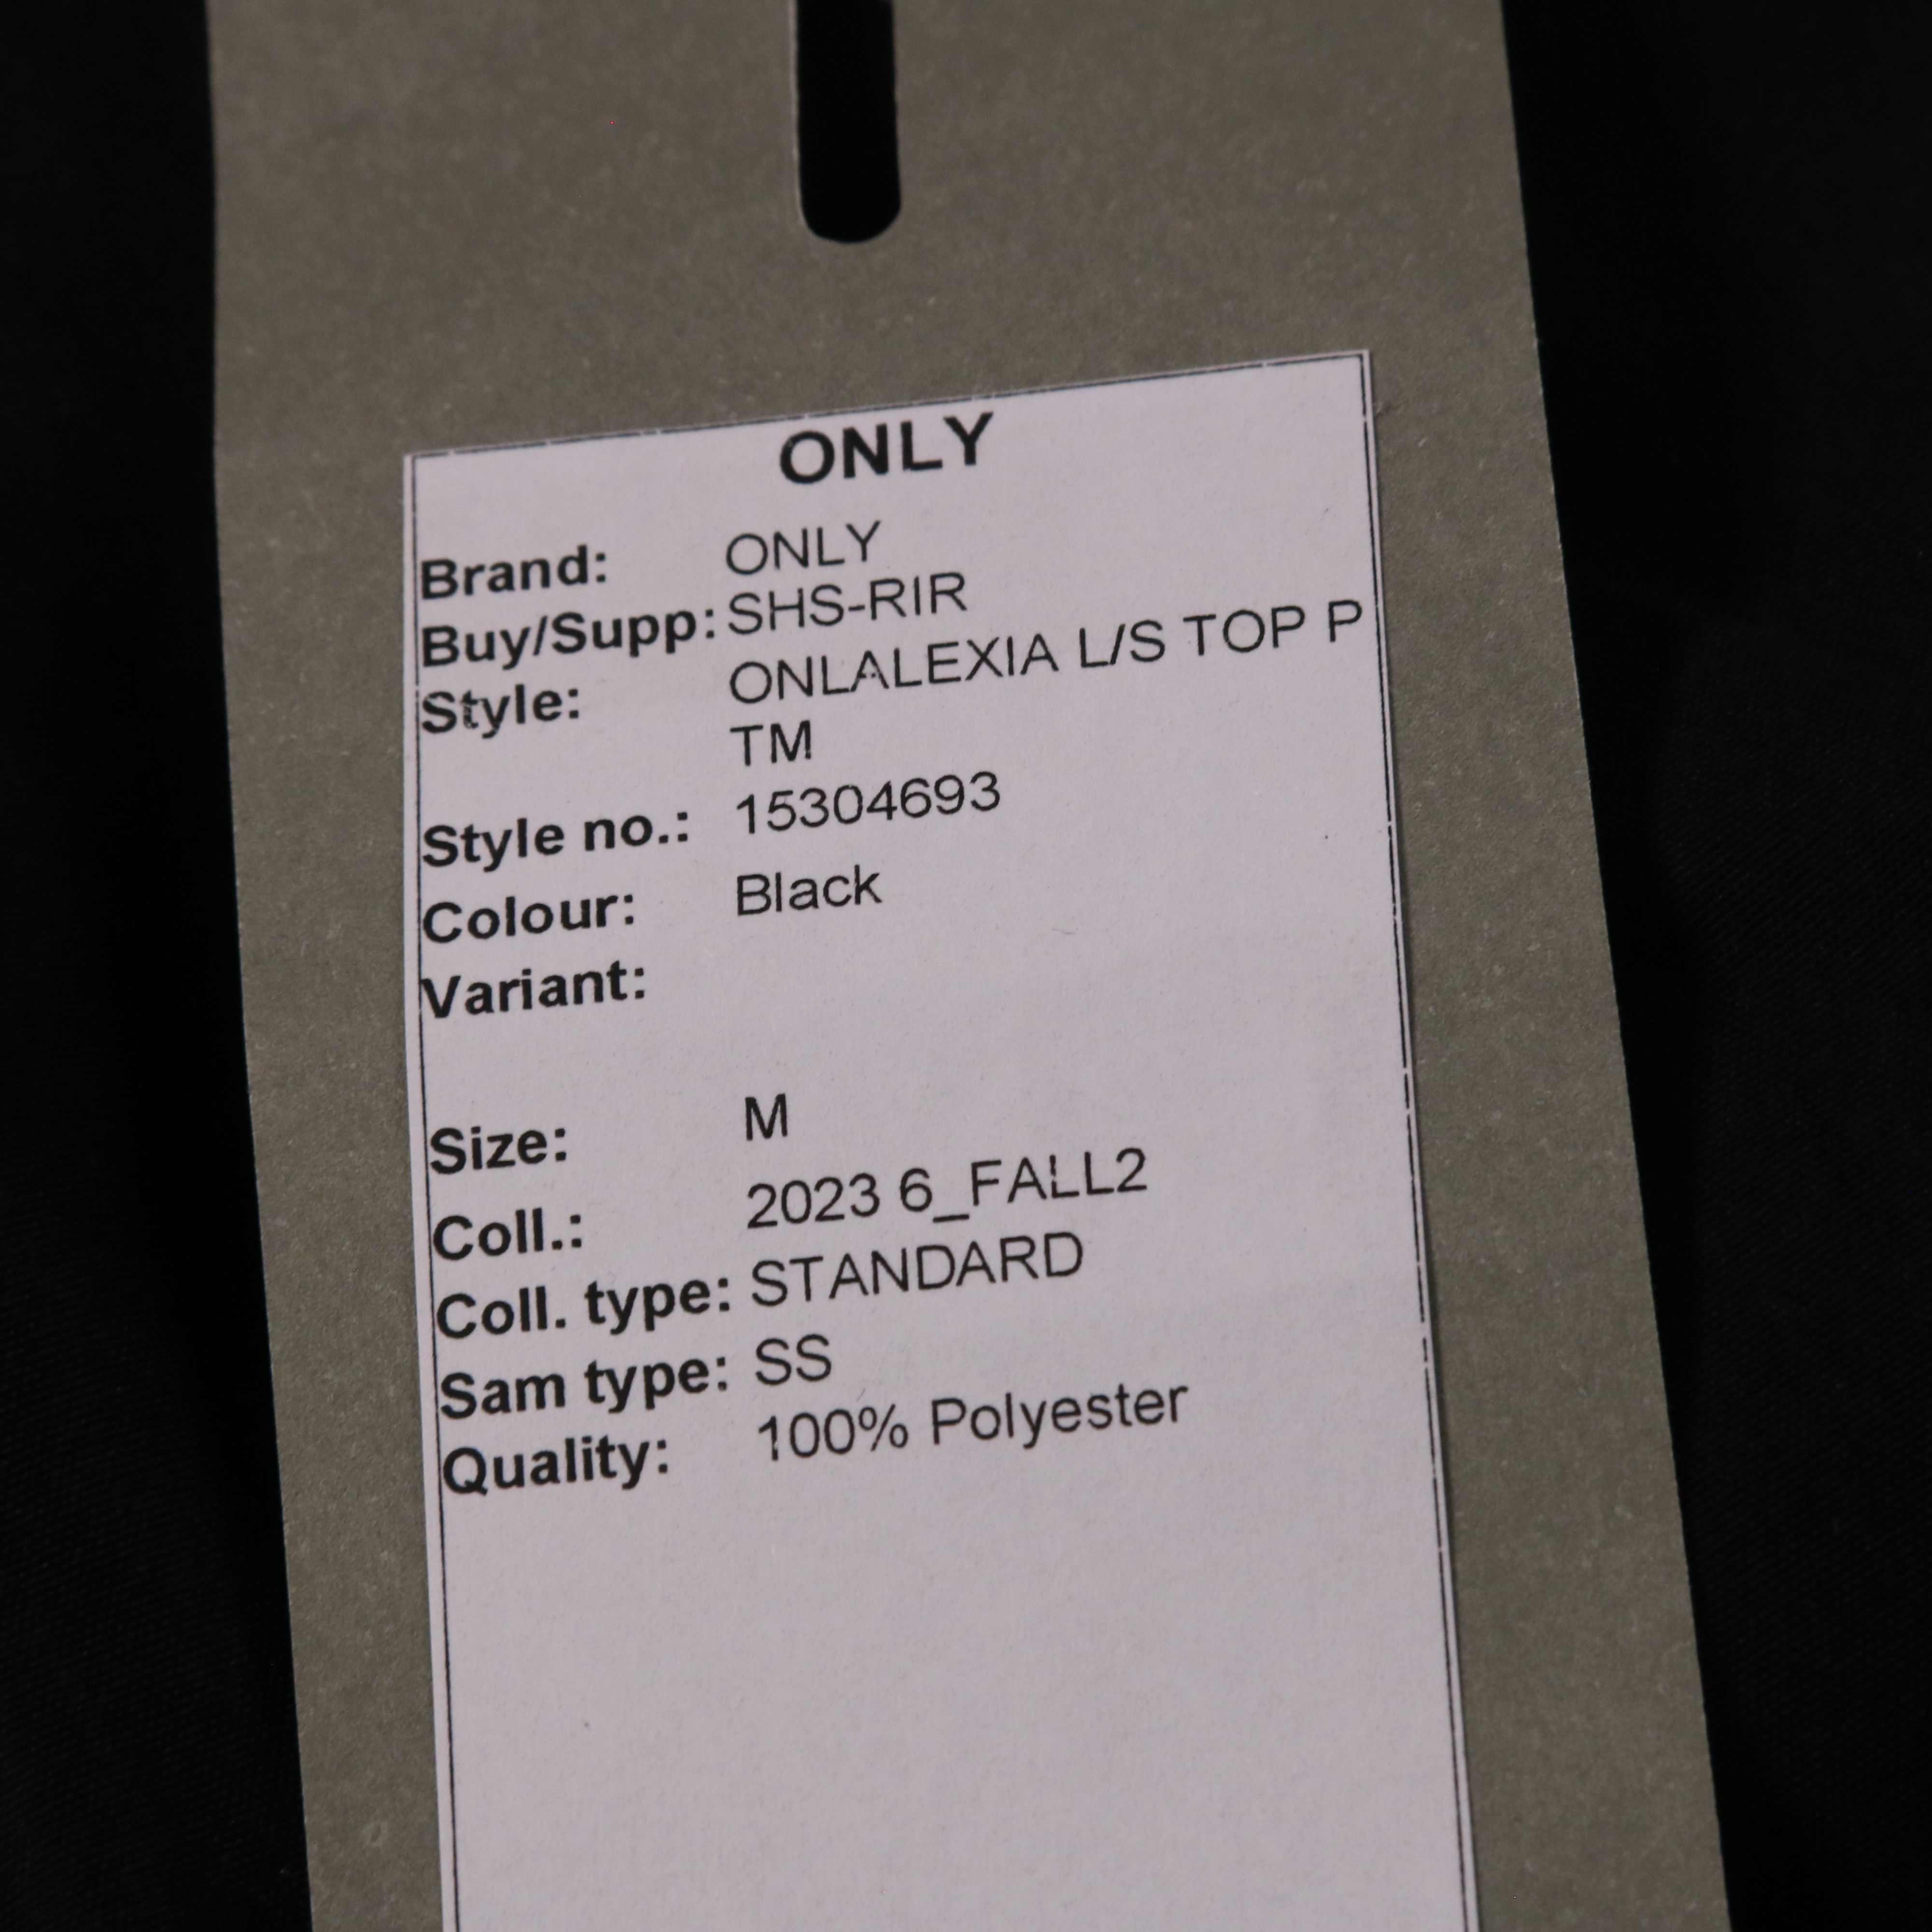 ONLY
Brand: ONLY
Buy/Supp: SHS-RIR
Style: ONLALEXIA L/S TOP P
TM
Style no.: 15304693
Colour: Black
Variant:
Size: M
Coll.: 2023 6_FALL2
Coll. type: STANDARD
Sam type: SS
Quality: 100% Polyester